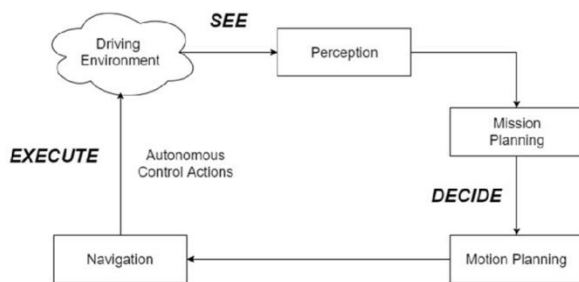 SEE
Driving
Environment
Perception
Mission
Planning
EXECUTE
Autonomous
Control Actions
DECIDE
Navigation
Motion Planning